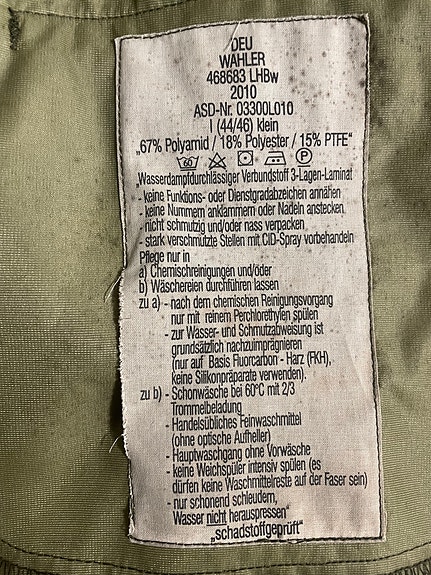 DEU
WÄHLER
468683 LHBw
2010
ASD-Nr. 03300L010
I (44/46) klein
„67% Polyamid / 18% Polyester / 15% PTFE“
60 P
„Wasserdampfdurchlässiger Verbundstoff 3-Lagen-Laminat
- keine Funktions- oder Dienstgradabzeichen annähen
- keine Nummern anklammern oder Nadeln anstecken
- nicht schmutzig und/oder nass verpacken
- stark verschmutzte Stellen mit CID-Spray vorbehandeln
Pflege nur in
a) Chemischreinigungen und/oder
b) Wäschereien durchführen lassen
zu a) - nach dem chemischen Reinigungsvorgang
nur mit reinem Perchlorethylen spülen
- zur Wasser- und Schmutzabweisung ist
grundsätzlich nachzuimprägnieren
(nur auf Basis Fluorcarbon - Harz (FKH),
keine Silikonpräparate verwenden).
zu b) - Schonwäsche bei 60°C mit 2/3
Trommelbeladung
- Handelsübliches Feinwaschmittel
(ohne optische Aufheller)
- Hauptwaschgang ohne Vorwäsche
- keine Weichspüler intensiv spülen (es
dürfen keine Waschmittelreste auf der Faser sein)
- nur schonend schleudern,
Wasser nicht herauspressen“
„schadstoffgeprüft“